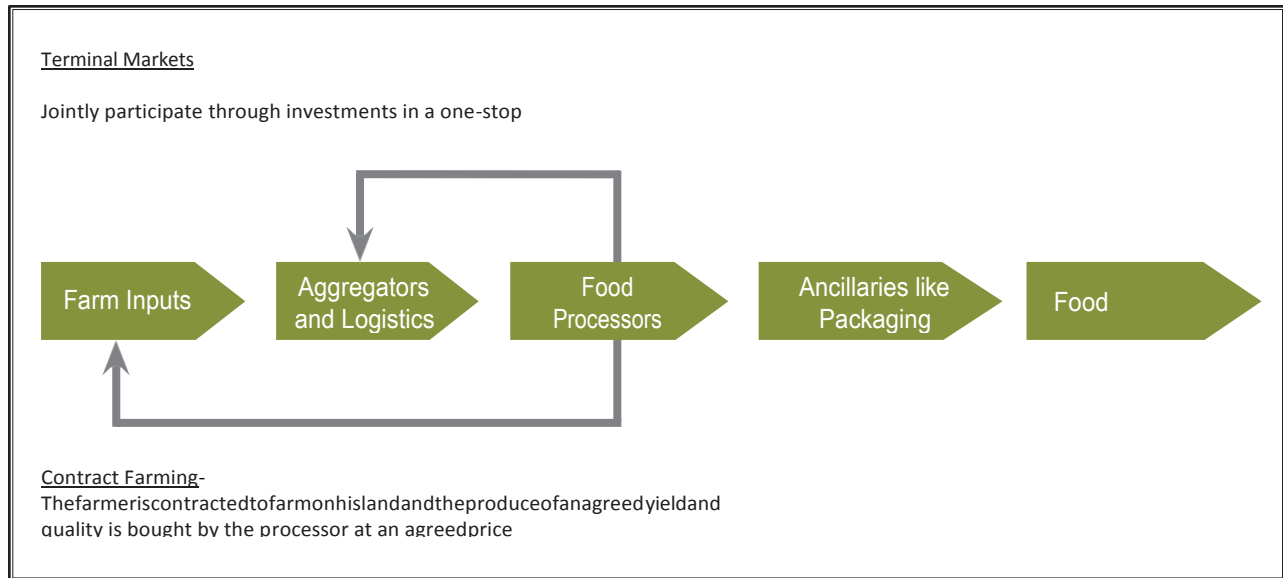 Terminal Markets
Jointly participate through investments in a one-stop
Farm Inputs
Aggregators
and Logistics
Food
Processors
Ancillaries like
Packaging
Food
Contract Farming-
Thefarmeriscontractedtofarmonhislandandtheproduceofanagreedyieldand
quality is bought by the processor at an agreedprice